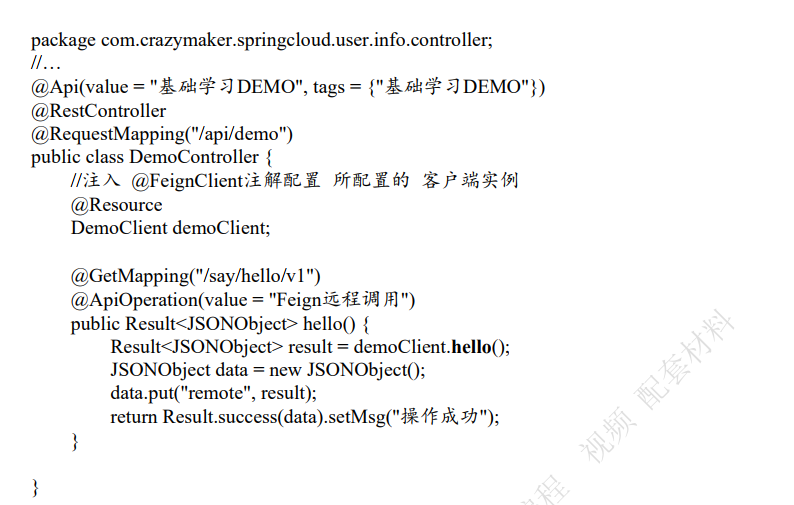 package com.crazymaker.springcloud.user.info.controller;
//…
@Api(value = "基础学习DEMO", tags = {"基础学习DEMO"})
@RestController
@RequestMapping("/api/demo")
public class DemoController {
//注入 @FeignClient注解配置 所配置的 客户端实例
@Resource
DemoClient demoClient;
@GetMapping("/say/hello/v1")
@ApiOperation(value = "Feign远程调用")
public Result<JSONObject> hello() {
Result<JSONObject> result = demoClient.hello();
JSONObject data = new JSONObject();
data.put("remote", result);
return Result.success(data).setMsg("操作成功");
}
}
程 视频 配套材料